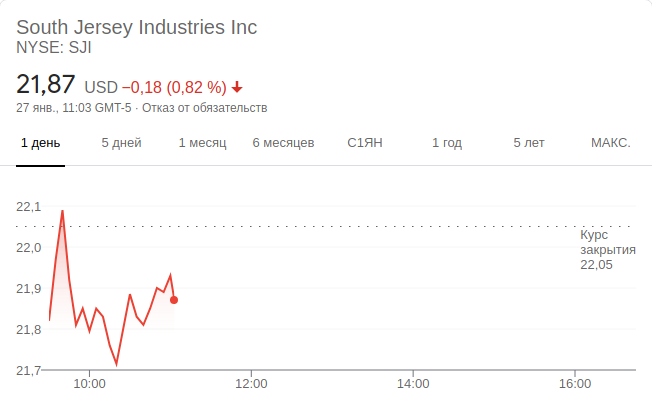 South Jersey Industries Inc
NYSE: SJI
21,87 USD −0,18 (0,82 %)
27 янв., 11:03 GMT-5 · Отказ от обязательств
1 день 5 дней 1 месяц 6 месяцев С1ЯН 1 год 5 лет МАКС.
22,1
Курс
закрытия
22,05
22,0
21,9
21,8
21,7
10:00 12:00 14:00 16:00